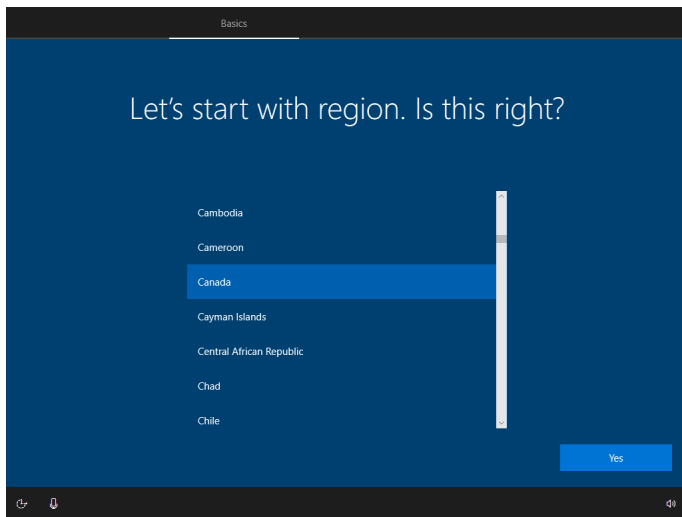 Basics
Let's start with region. Is this right?
Cambodia
Cameroon
Canada
Cayman Islands
Central African Republic
Chad
Chile
Yes